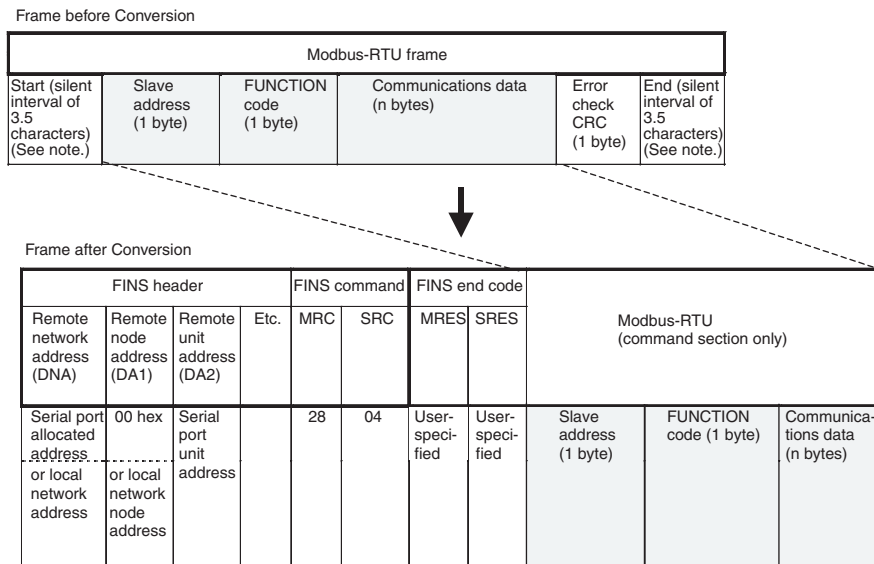 Frame before Conversion
Modbus-RTU frame
Start (silent
interval of
3.5
characters)
(See note.)
Slave
address
(1 byte)
FUNCTION
code
(1 byte)
Communications data
(n bytes)
Error
check
CRC
(1 byte)
End (silent
interval of
3.5
characters)
(See note.)
Frame after Conversion
FINS header
FINS command
FINS end code
Modbus-RTU
(command section only)
Remote
network
address
(DNA)
Remote
node
address
(DA1)
Remote
unit
address
(DA2)
Etc.
MRC
SRC
MRES
SRES
Serial port
allocated
address
or local
network
address
00 hex
or local
network
node
address
Serial
port
unit
address
28
04
User-
speci-
fied
User-
speci-
fied
Slave
address
(1 byte)
FUNCTION
code (1 byte)
Communica-
tions data
(n bytes)